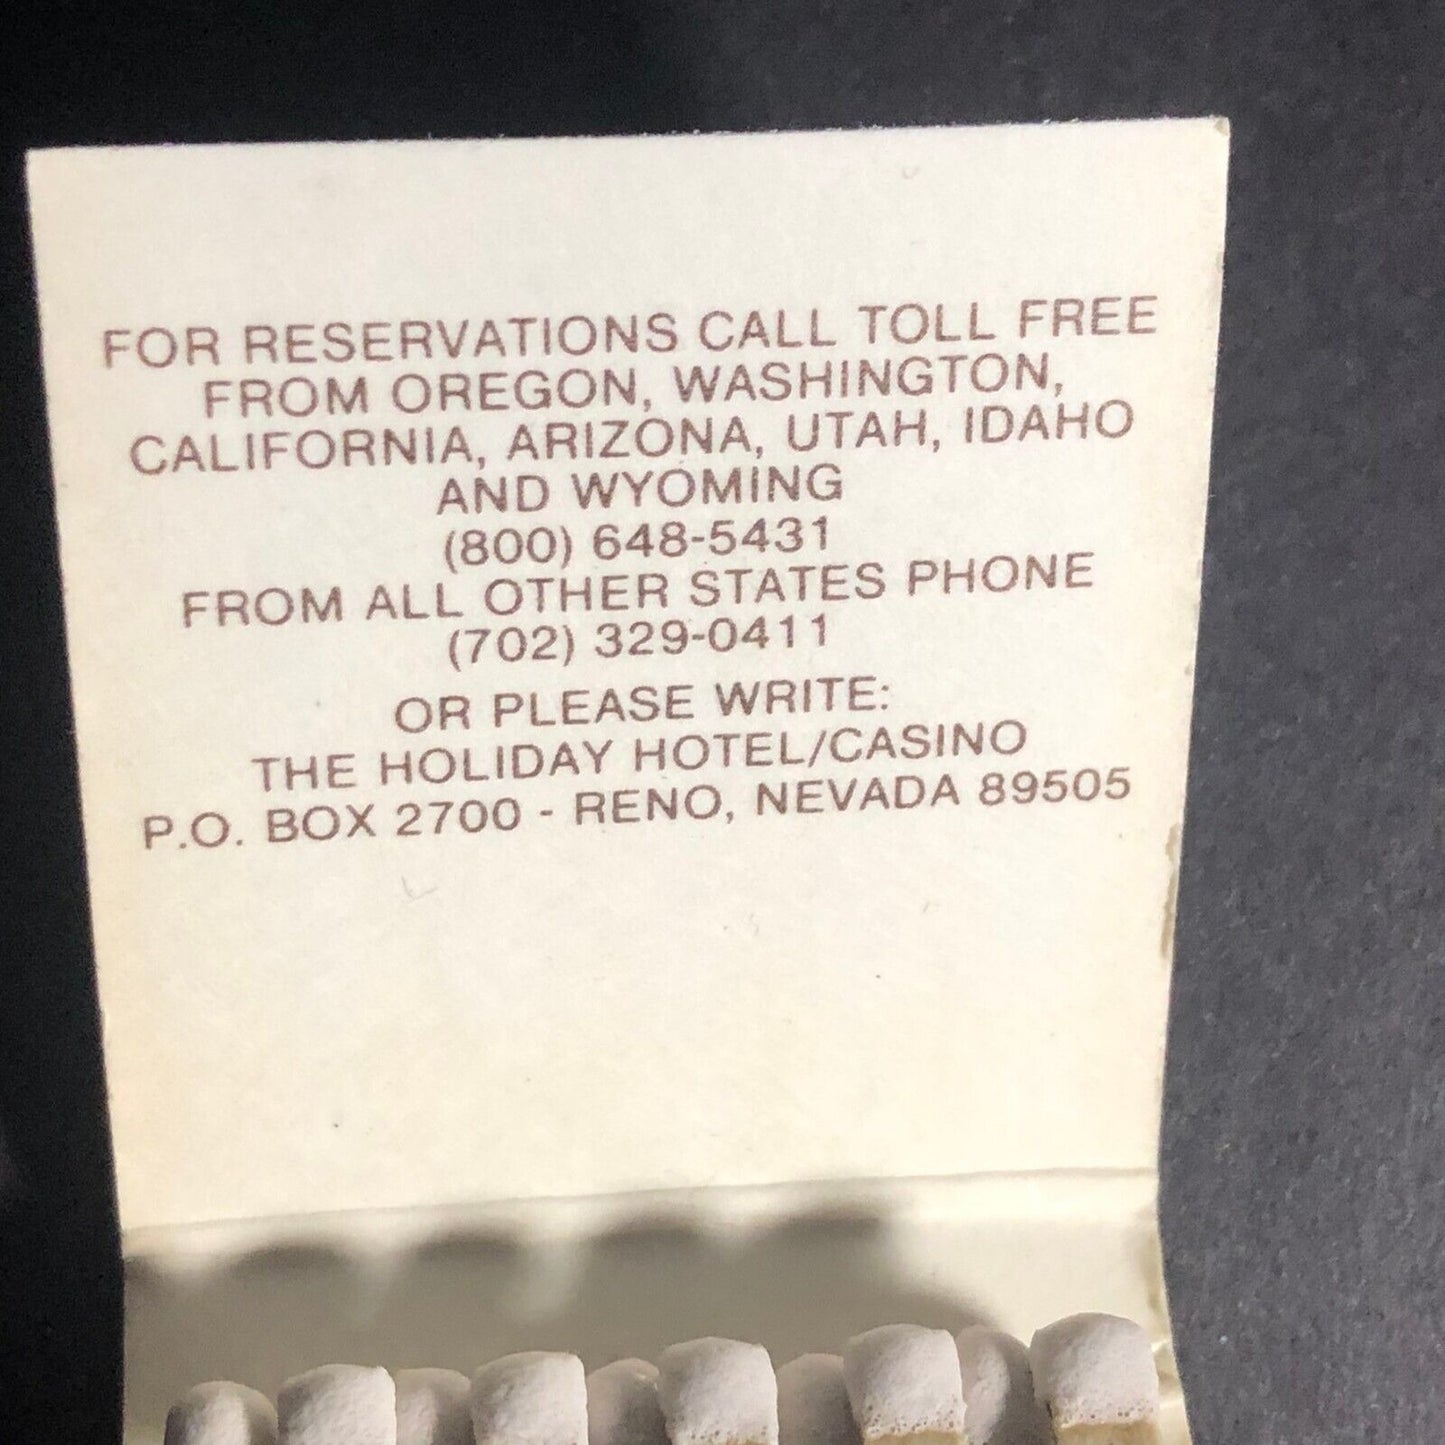 FOR RESERVATIONS CALL TOLL FREE
FROM OREGON, WASHINGTON,
CALIFORNIA, ARIZONA, UTAH, IDAHO
AND WYOMING
(800) 648-5431
FROM ALL OTHER STATES PHONE
(702) 329-0411
OR PLEASE WRITE:
THE HOLIDAY HOTEL/CASINO
P.O. BOX 2700 - RENO, NEVADA 89505